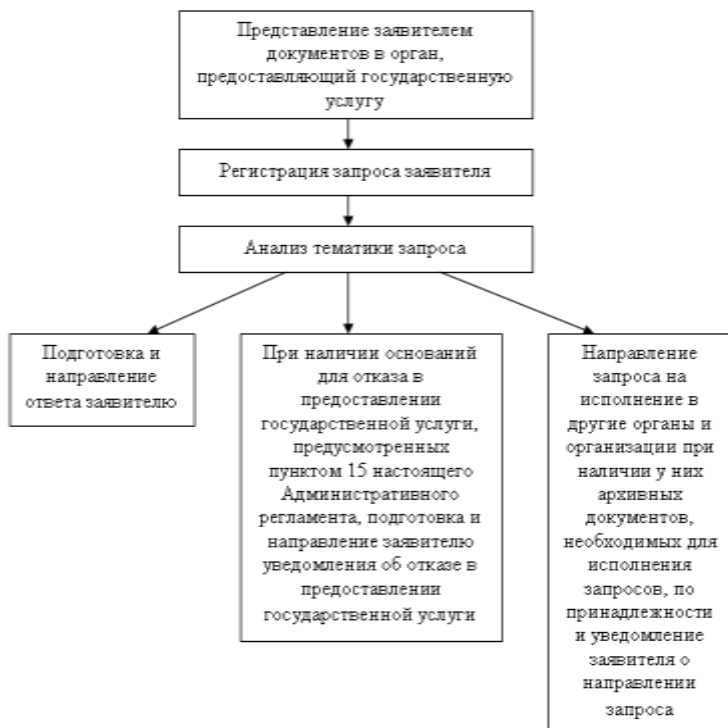 Представление заявителем
документов в орган,
предоставляющий государственную
услугу
Регистрация запроса заявителя
Анализ тематики запроса
Подготовка и
направление
ответа заявителю
При наличии оснований
для отказа в
предоставлении
государственной услуги,
предусмотренных
пунктом 15 настоящего
Административного
регламента, подготовка и
направление заявителю
уведомления об отказе в
предоставлении
государственной услуги
Направление
запроса на
исполнение в
другие органы и
организации при
наличии у них
архивных
документов,
необходимых для
исполнения
запросов, по
принадлежности
и уведомление
заявителя о
направлении
запроса